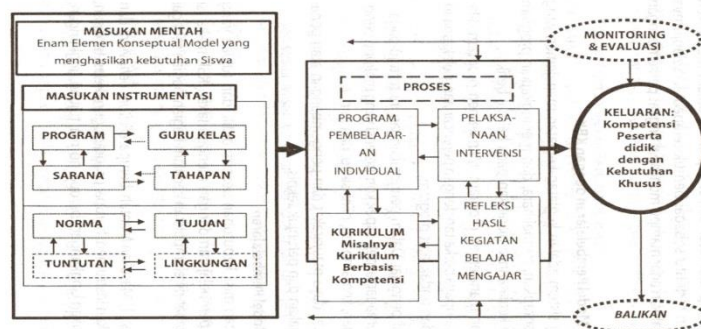 MASUKAN MENTAH
Enam Elemen Konseptual Model yang
menghasilkan kebutuhan Siswa
MASUKAN INSTRUMENTASI
PROGRAM
GURU KELAS
SARANA
TAHAPAN
NORMA
TUJUAN
TUNTUTAN
LINGKUNGAN
PROSES
PROGRAM
PEMBELAJAR-
AN
INDIVIDUAL
PELAKSA-
NAAN
INTERVENSI
KURIKULUM
Misalnya
Kurikulum
Berbasis
Kompetensi
REFLEKSI
HASIL
KEGIATAN
BELAJAR
MENGAJAR
MONITORING
& EVALUASI
KELUARAN:
Kompetensi
Peserta
didik
dengan
Kebutuhan
Khusus
BALIKAN